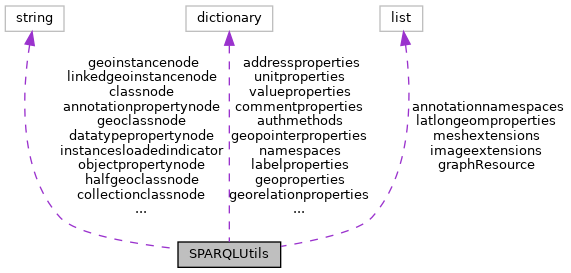 string
dictionary
list
geoinstancenode
linkedgeoinstancenode
classnode
annotationpropertynode
geoclassnode
datatypepropertynode
instancesloadedindicator
objectpropertynode
halfgeoclassnode
collectionclassnode
...
addressproperties
unitproperties
valueproperties
commentproperties
authmethods
geopointerproperties
namespaces
labelproperties
geoproperties
georelationproperties
...
annotationnamespaces
latlongeomproperties
meshextensions
imageextensions
graphResource
SPARQLUtils